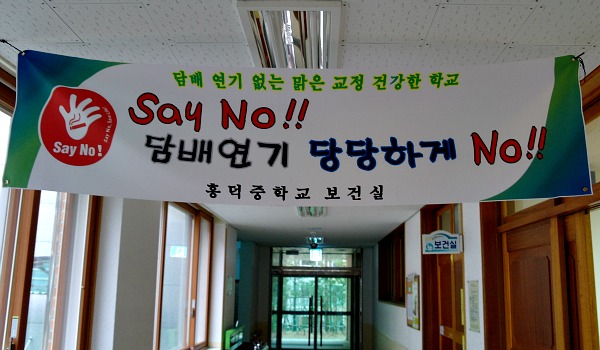 담배 연기 없는 맑은 교정 건강한 학교
Say No!!
담배연기 당당하게 No!!
흥덕중학교 보건실
Say No!
보건실